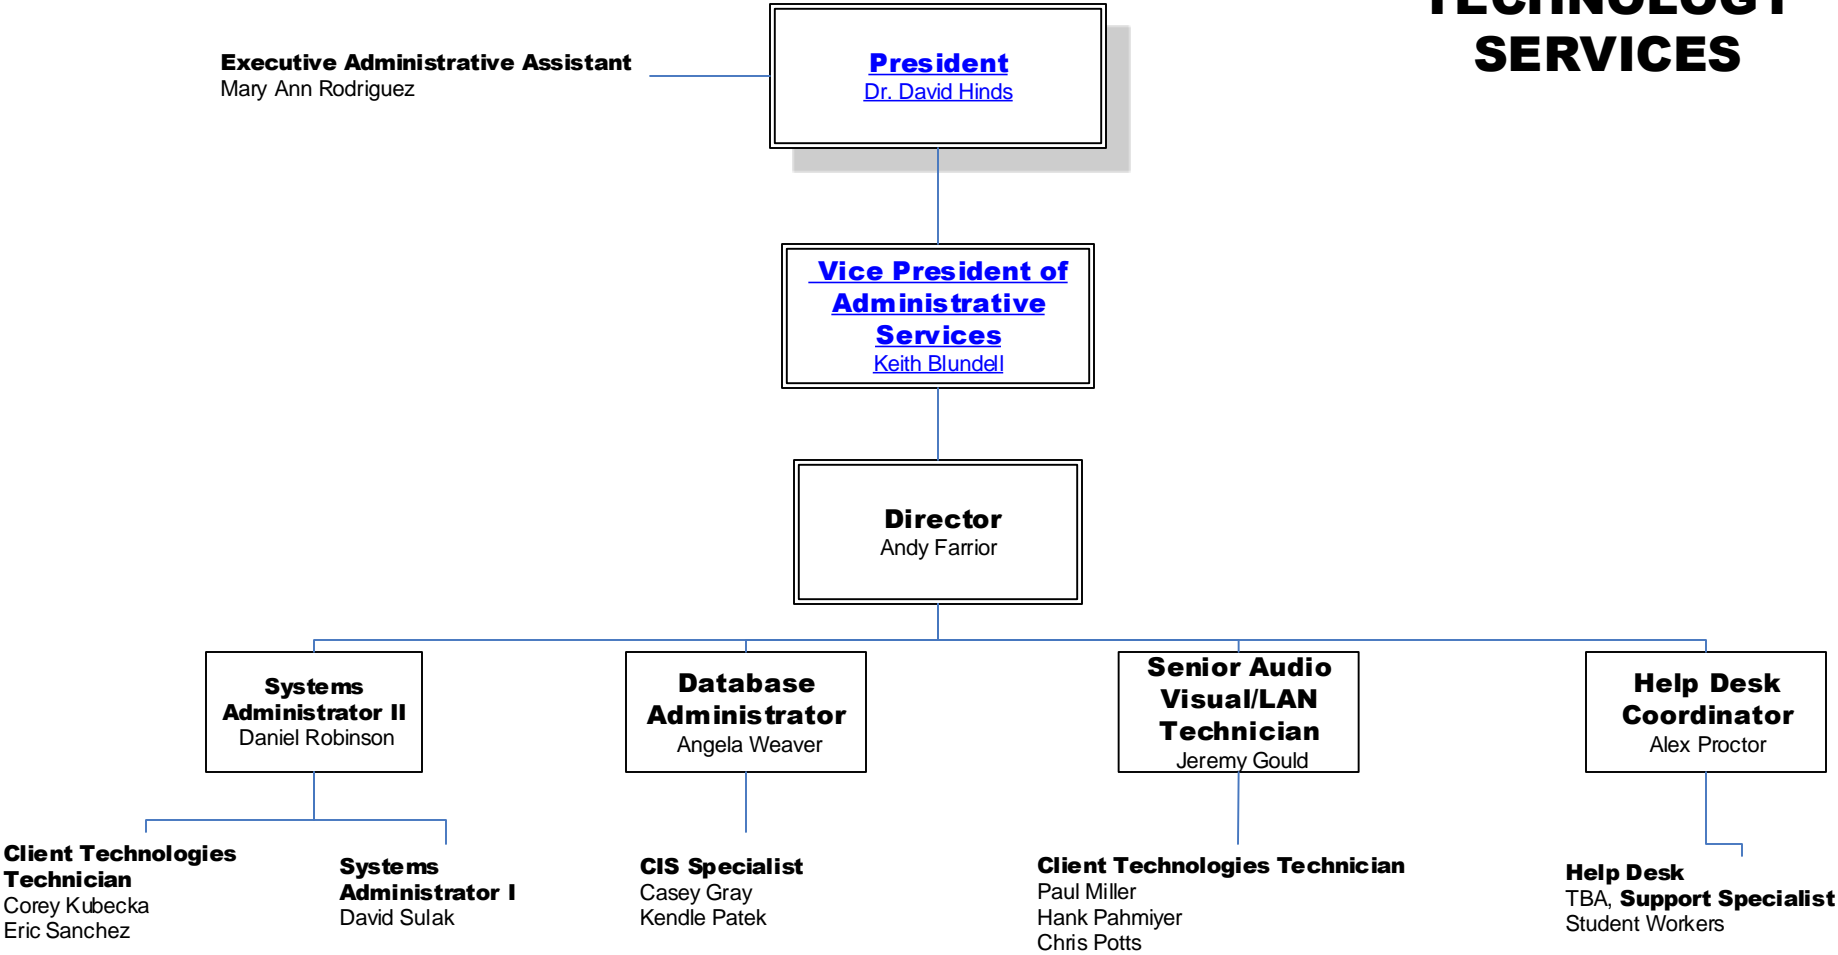 TECHNOLOGY
SERVICES
Executive Administrative Assistant
Mary Ann Rodriguez
President
Dr. David Hinds
Vice President of
Administrative
Services
Keith Blundell
Director
Andy Farrior
Systems
Administrator II
Daniel Robinson
Database
Administrator
Angela Weaver
Senior Audio
Visual/LAN
Technician
Jeremy Gould
Help Desk
Coordinator
Alex Proctor
Client Technologies
Technician
Corey Kubecka
Eric Sanchez
Systems
Administrator I
David Sulak
CIS Specialist
Casey Gray
Kendle Patek
Client Technologies Technician
Paul Miller
Hank Pahmiyer
Chris Potts
Help Desk
TBA, Support Specialist
Student Workers